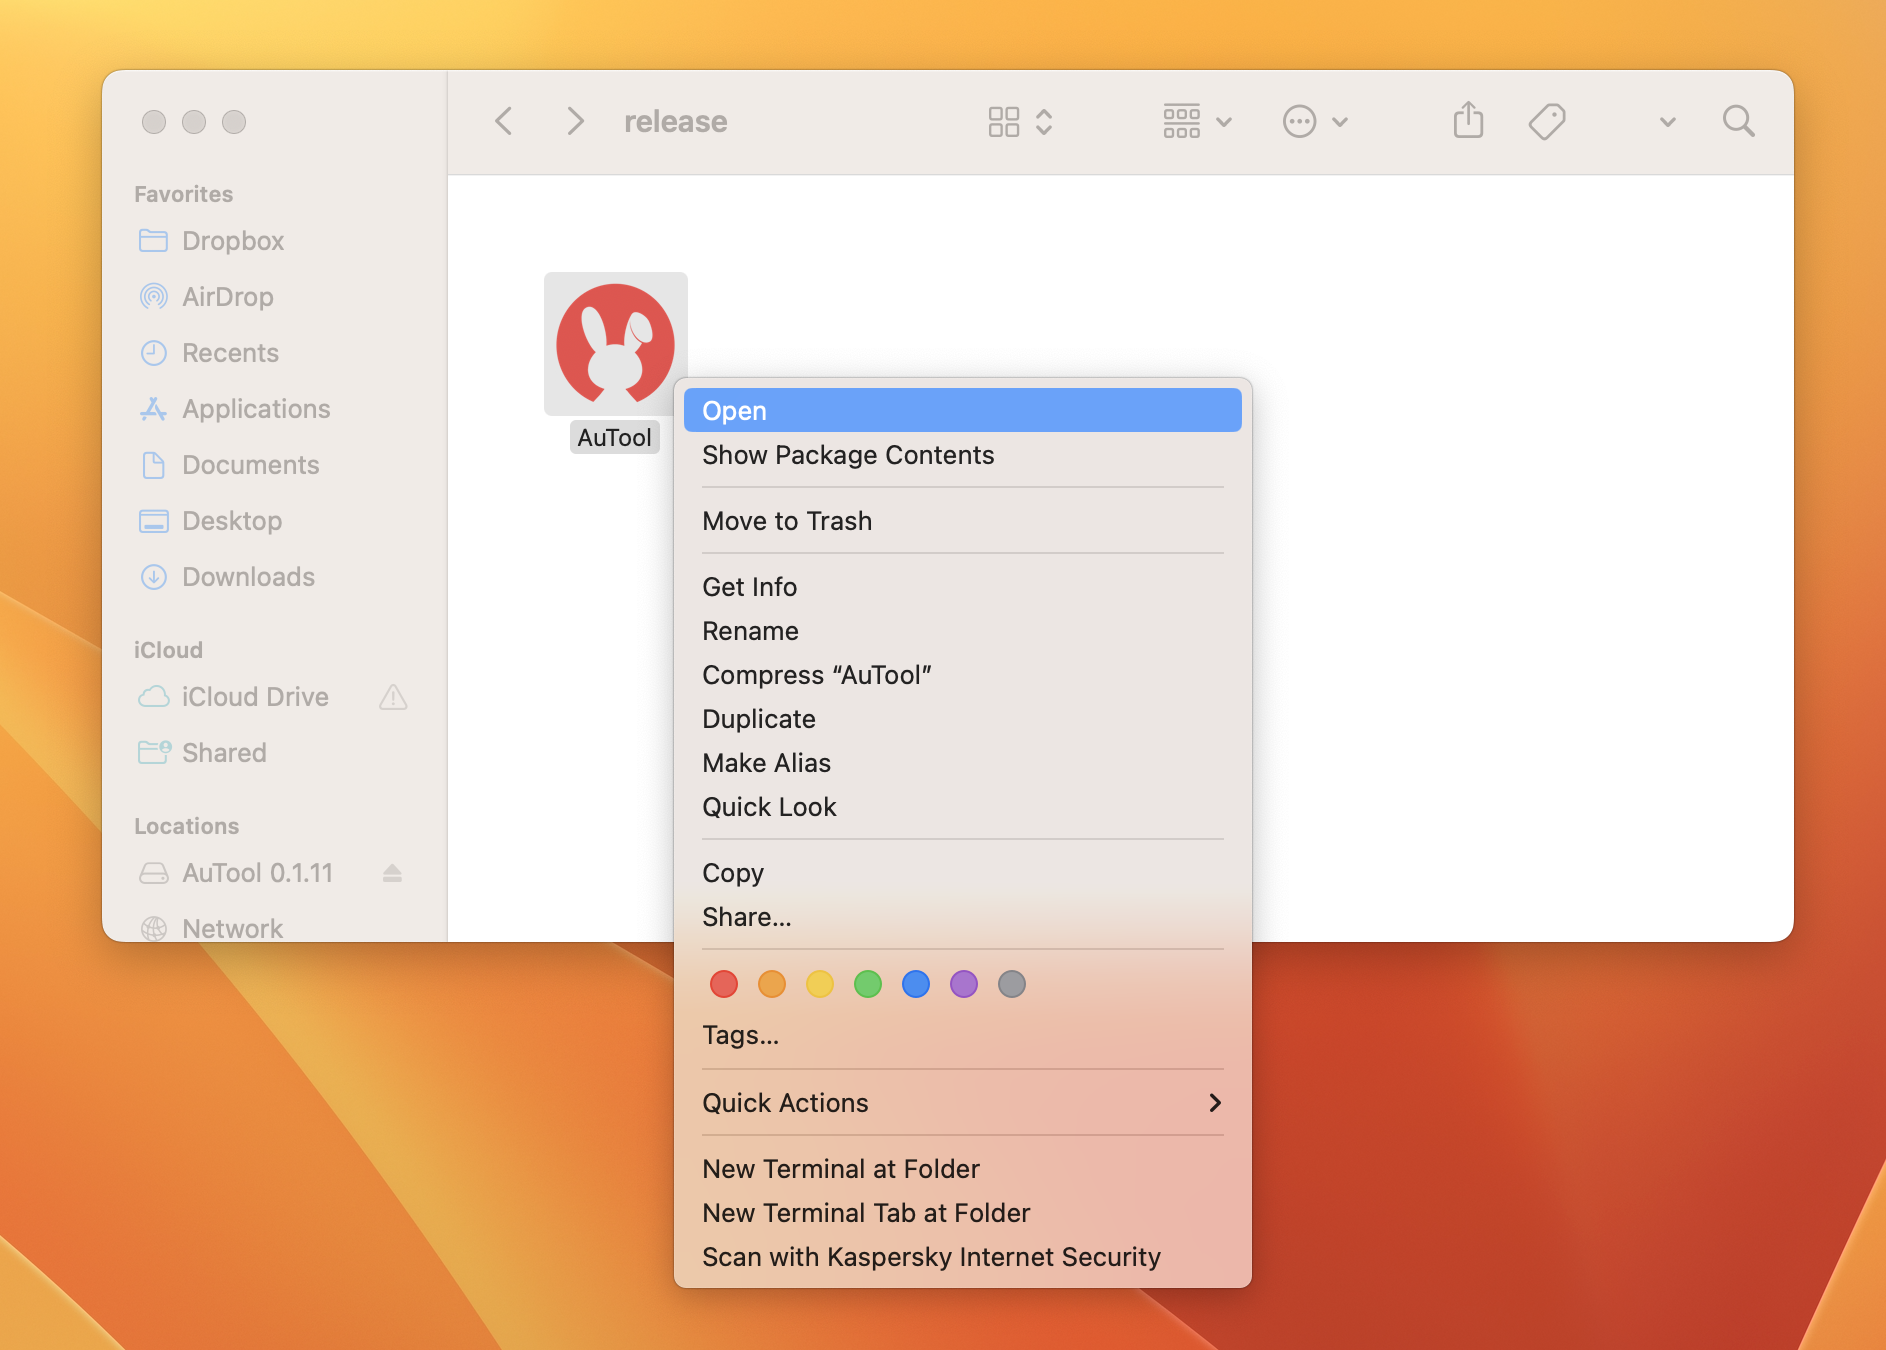 release
Favorites
Dropbox
AirDrop
Recents
Applications
Documents
Desktop
Downloads
iCloud
iCloud Drive
Shared
Locations
AuTool 0.1.11
Network
AuTool
Open
Show Package Contents
Move to Trash
Get Info
Rename
Compress “AuTool”
Duplicate
Make Alias
Quick Look
Copy
Share...
Tags...
Quick Actions
New Terminal at Folder
New Terminal Tab at Folder
Scan with Kaspersky Internet Security